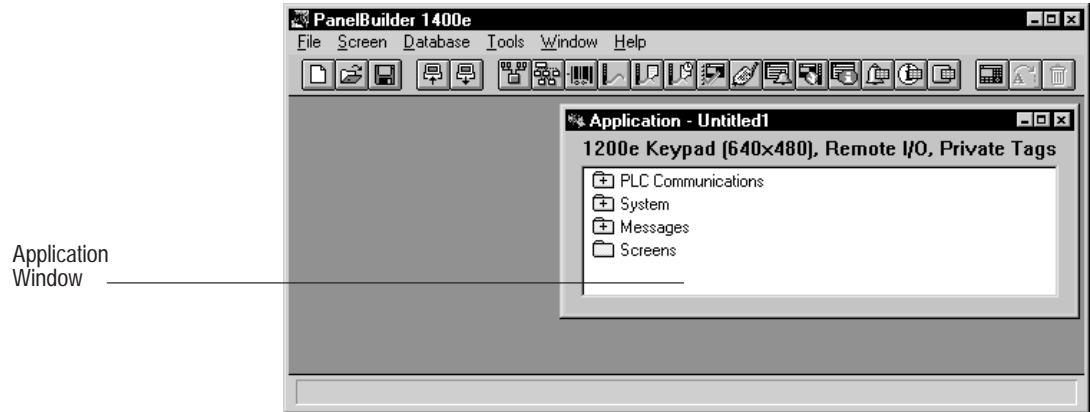 PanelBuilder 1400e
File Screen Database Tools Window Help
Application - Untitled1
1200e Keypad (640x480), Remote I/O, Private Tags
PLC Communications
System
Messages
Screens
Application
Window